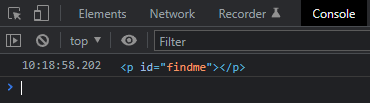 Elements Network Recorder Console
top Filter
10:18:58.202 <p id="findme"></p>
>